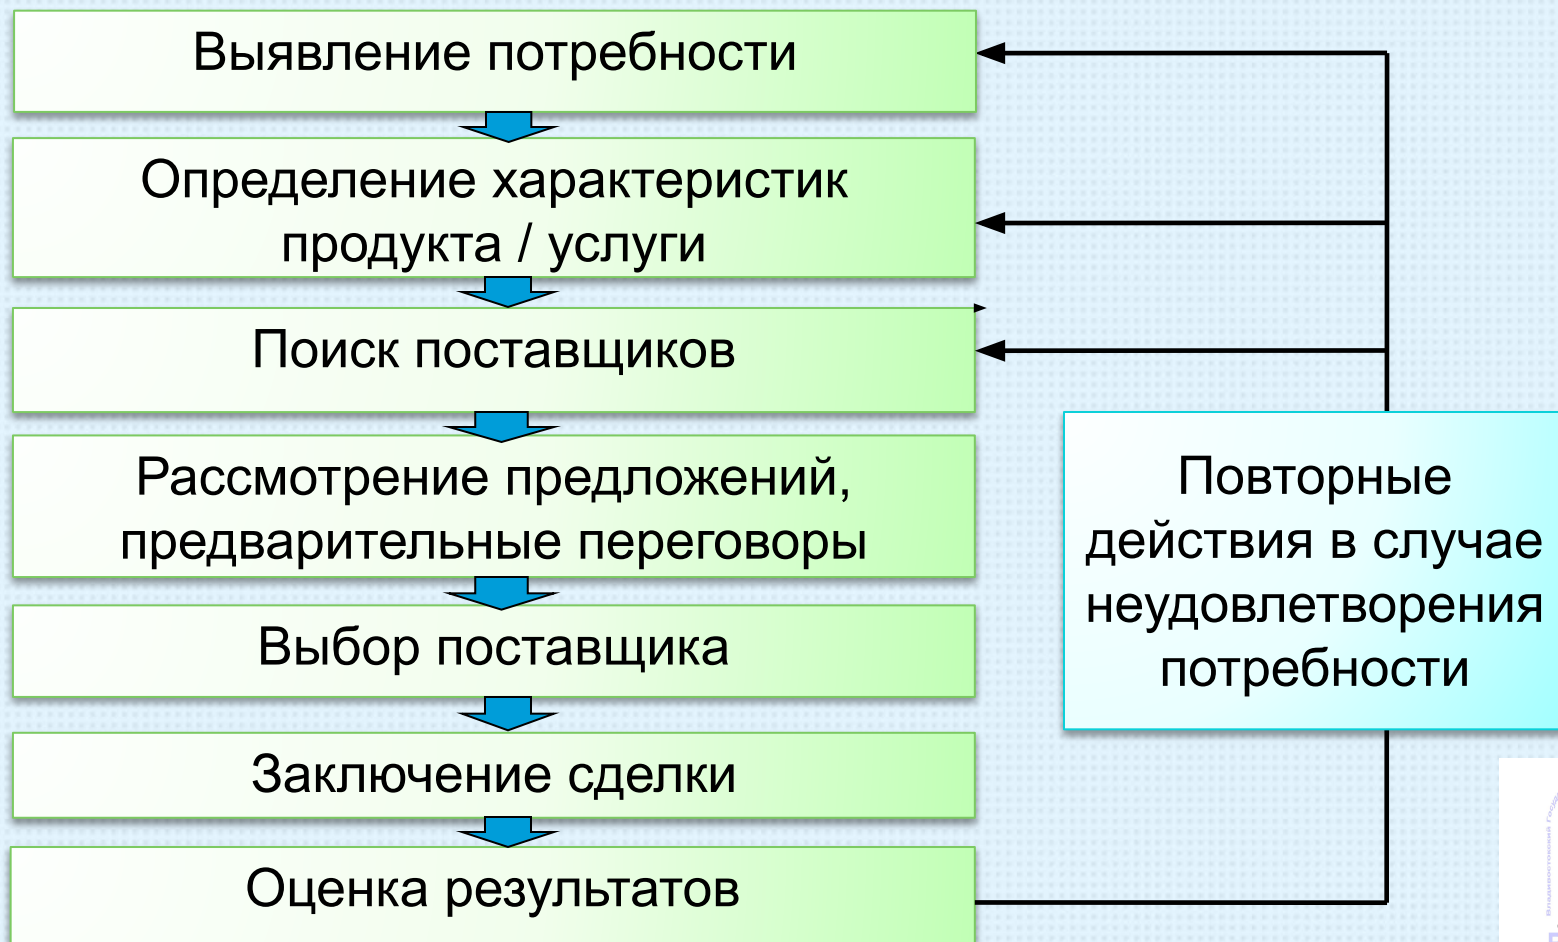 Выявление потребности
Определение характеристик
продукта / услуги
Поиск поставщиков
Рассмотрение предложений,
предварительные переговоры
Выбор поставщика
Заключение сделки
Оценка результатов
Повторные
действия в случае
неудовлетворения
потребности